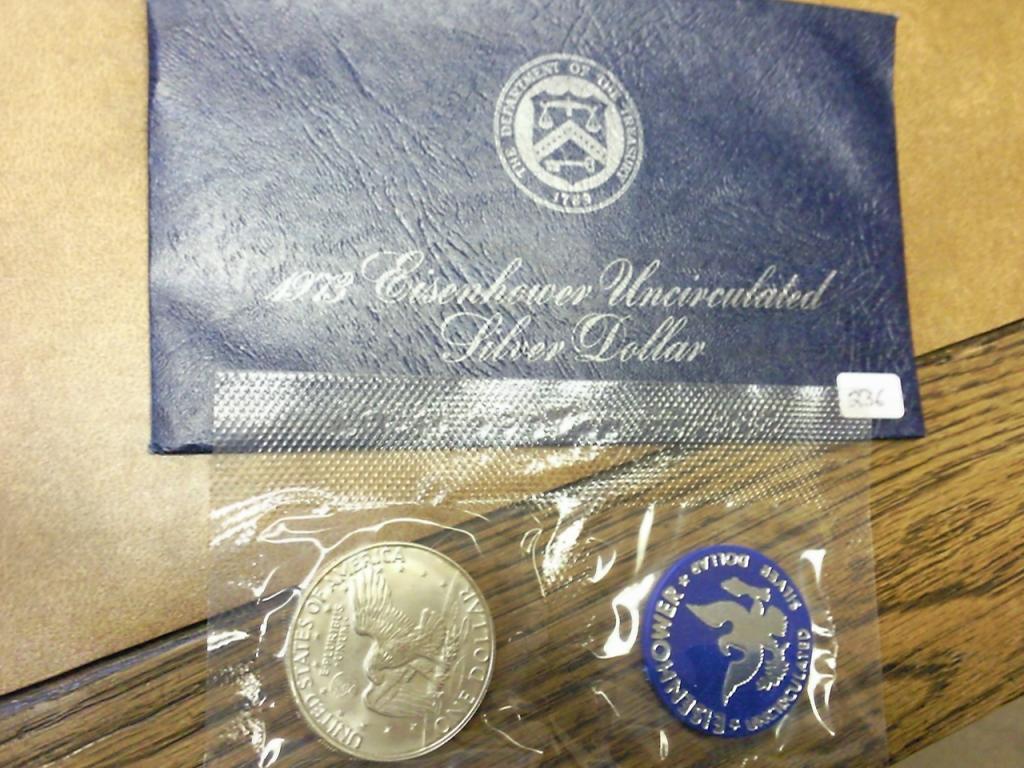 THE DEPARTMENT OF THE TREASURY
1789
1973 Eisenhower Uncirculated
Silver Dollar
336
UNITED STATES OF AMERICA
E PLURIBUS
UNUM
ONE DOLLAR
EISENHOWER
UNCIRCULATED
SILVER DOLLAR